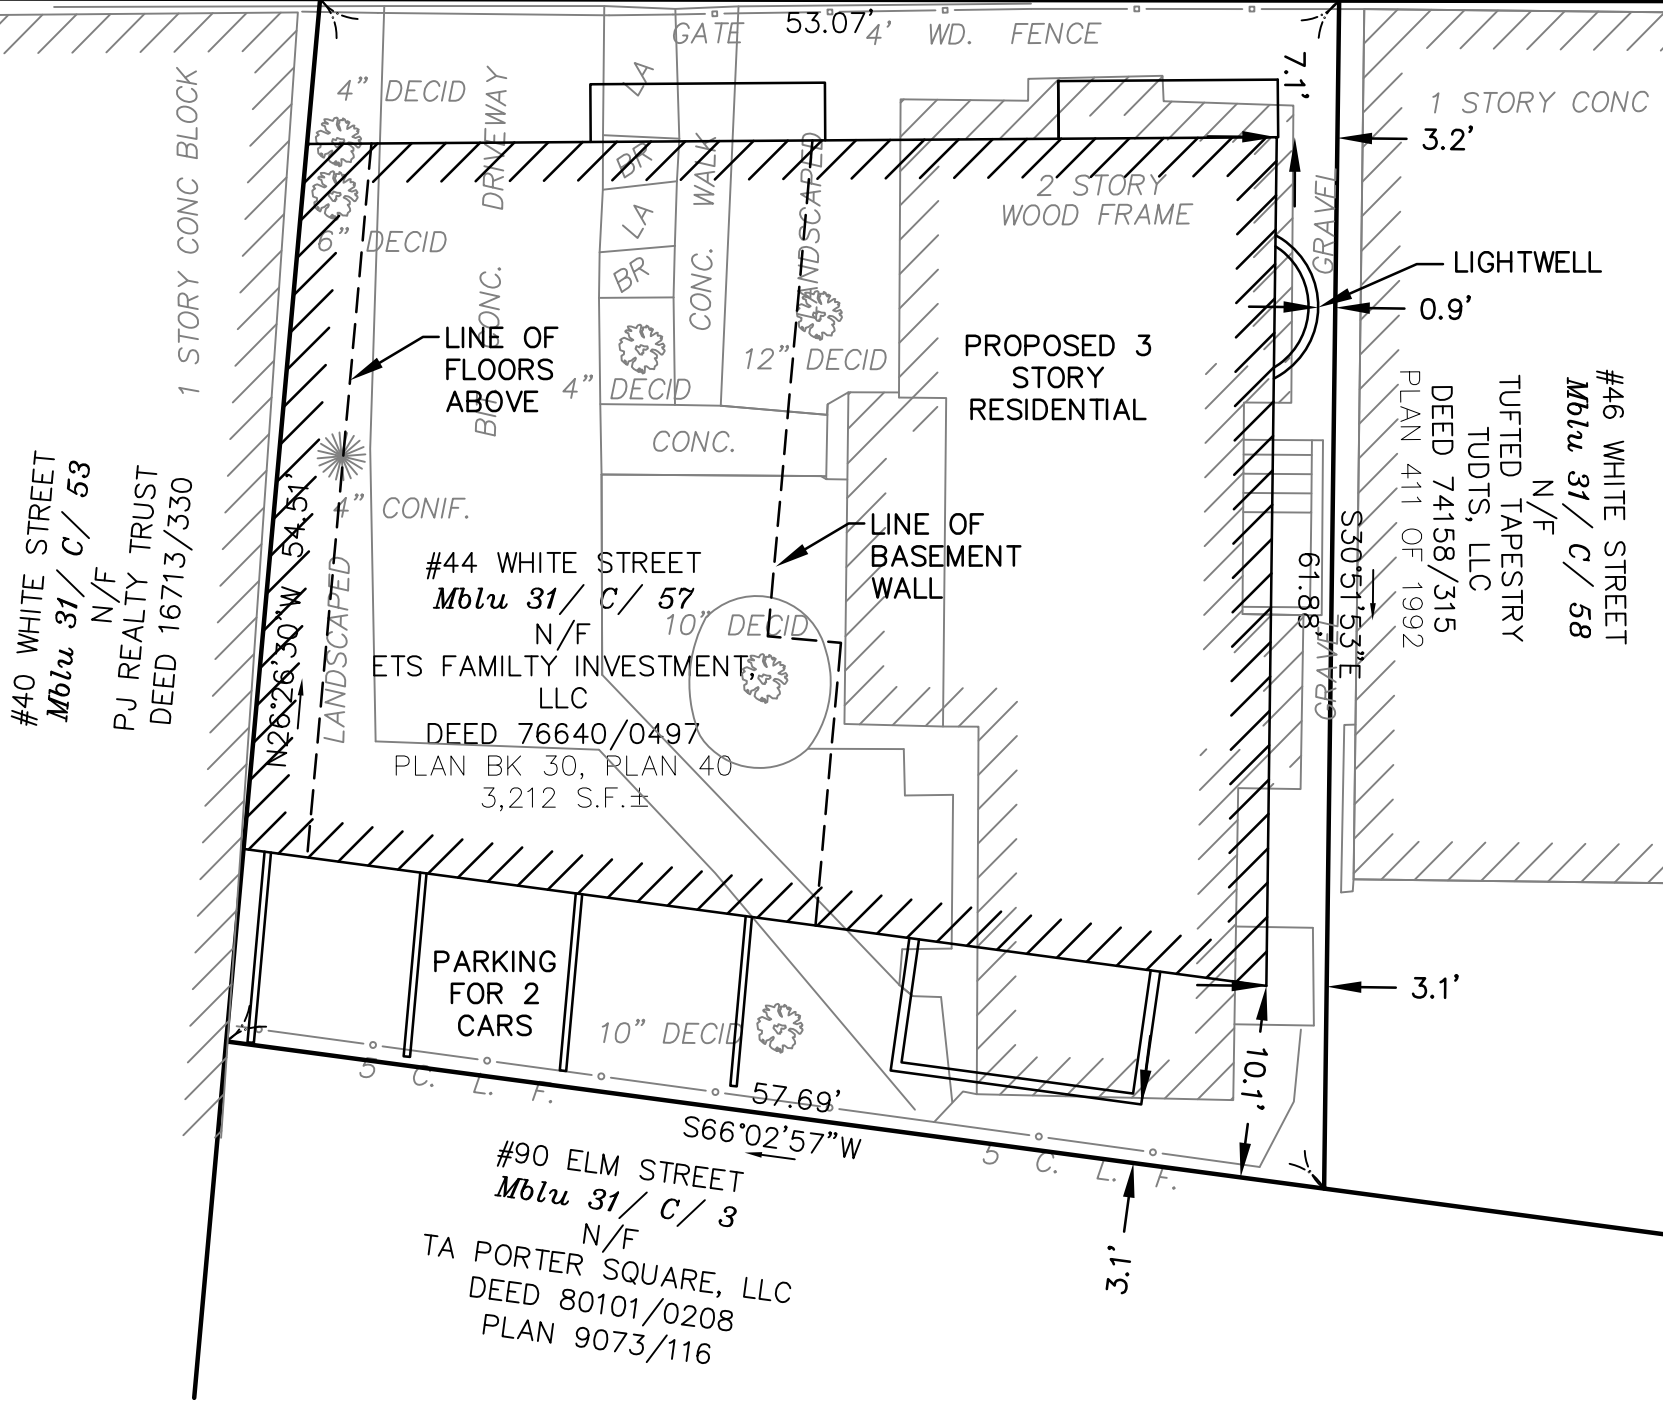 53.07'
GATE
4' WD. FENCE
7.1'
4" DECID
LA
DRIVEWAY
1 STORY CONC BLOCK
1 STORY CONC
3.2'
BR
WALK
LANDSCAPED
2 STORY
WOOD FRAME
GRAVEL
6" DECID
LA
BR
CONC.
BIT. CONC.
LIGHTWELL
0.9'
LINE OF
FLOORS
ABOVE
4" DECID
12" DECID
PROPOSED 3
STORY
RESIDENTIAL
CONC.
#46 WHITE STREET
Mblu 31/ C/ 58
N/F
TUFTED TAPESTRY
TUDTS, LLC
DEED 74158/315
PLAN 411 OF 1992
#40 WHITE STREET
Mblu 31/ C/ 53
N/F
PJ REALTY TRUST
DEED 16713/330
N26°26'30"W 54.51'
4" CONIF.
LANDSCAPED
LINE OF
BASEMENT
WALL
#44 WHITE STREET
Mblu 31/ C/ 57
N/F
ETS FAMILTY INVESTMENT,
LLC
DEED 76640/0497
PLAN BK 30, PLAN 40
3,212 S.F.±
10" DECID
S30°51'53"E
61.88'
GRAVEL
PARKING
FOR 2
CARS
10" DECID
3.1'
10.1'
5 C. L. F.
57.69'
S66°02'57"W
5 C. L. F.
3.1'
#90 ELM STREET
Mblu 31/ C/ 3
N/F
TA PORTER SQUARE, LLC
DEED 80101/0208
PLAN 9073/116